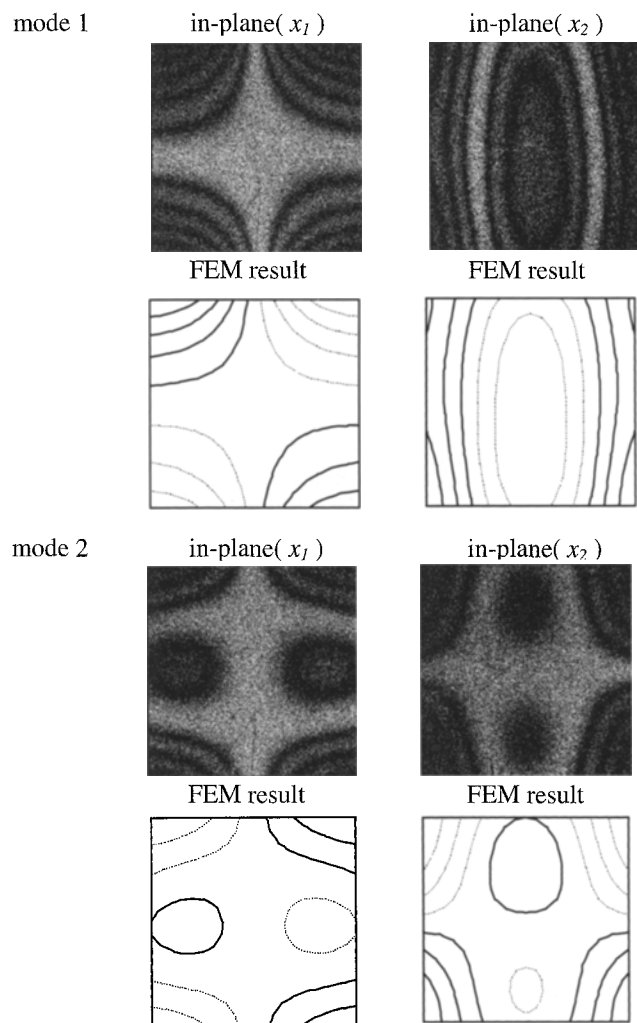 mode 1 in-plane( x1 ) in-plane( x2 )
FEM result FEM result
mode 2 in-plane( x1 ) in-plane( x2 )
FEM result FEM result